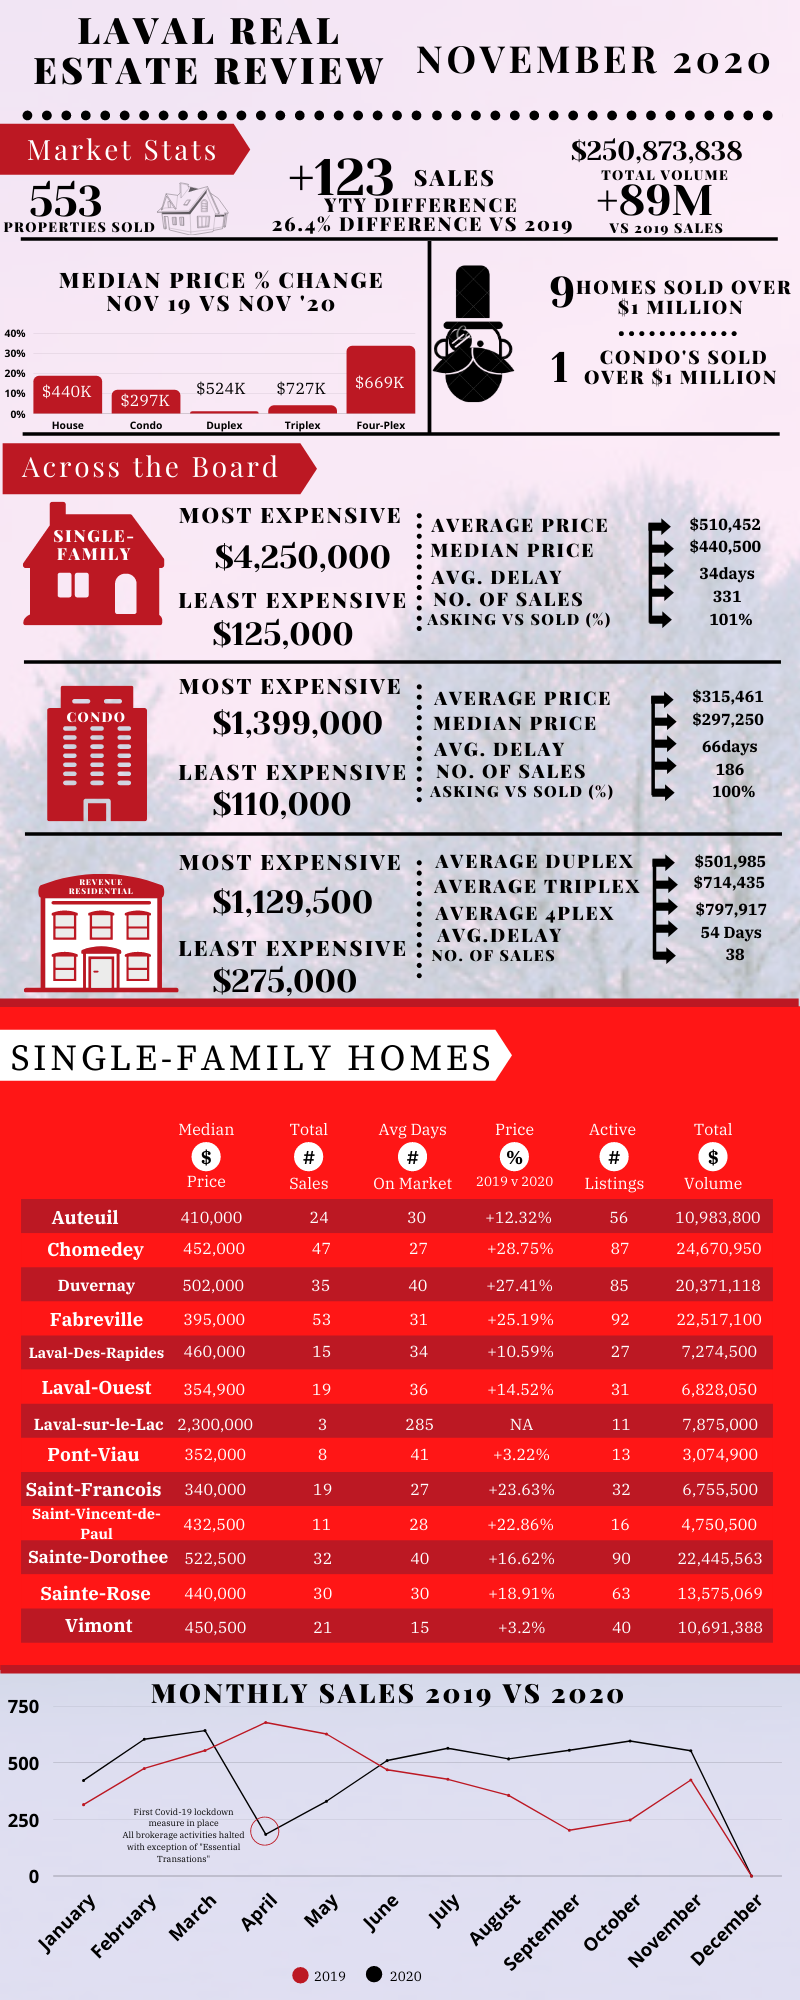 LAVAL REAL
ESTATE REVIEW
NOVEMBER 2020
Market Stats
553
PROPERTIES SOLD
+123 SALES
YTY DIFFERENCE
26.4% DIFFERENCE VS 2019
$250,873,838
TOTAL VOLUME
+89M
VS 2019 SALES
MEDIAN PRICE % CHANGE
NOV 19 VS NOV '20
40%
30%
20%
10%
0%
$440K
$297K
$524K
$727K
$669K
House
Condo
Duplex
Triplex
Four-Plex
9 HOMES SOLD OVER
$1 MILLION
1 CONDO'S SOLD
OVER $1 MILLION
Across the Board
SINGLE-
FAMILY
MOST EXPENSIVE
$4,250,000
LEAST EXPENSIVE
$125,000
AVERAGE PRICE $510,452
MEDIAN PRICE $440,500
AVG. DELAY 34days
NO. OF SALES 331
ASKING VS SOLD (%) 101%
CONDO
MOST EXPENSIVE
$1,399,000
LEAST EXPENSIVE
$110,000
AVERAGE PRICE $315,461
MEDIAN PRICE $297,250
AVG. DELAY 66days
NO. OF SALES 186
ASKING VS SOLD (%) 100%
REVENUE
RESIDENTIAL
MOST EXPENSIVE
$1,129,500
LEAST EXPENSIVE
$275,000
AVERAGE DUPLEX $501,985
AVERAGE TRIPLEX $714,435
AVERAGE 4PLEX $797,917
AVG.DELAY 54 Days
NO. OF SALES 38
SINGLE-FAMILY HOMES
Median Total Avg Days Price Active Total
$ # # % # $
Price Sales On Market 2019 v 2020 Listings Volume
Auteuil 410,000 24 30 +12.32% 56 10,983,800
Chomedey 452,000 47 27 +28.75% 87 24,670,950
Duvernay 502,000 35 40 +27.41% 85 20,371,118
Fabreville 395,000 53 31 +25.19% 92 22,517,100
Laval-Des-Rapides 460,000 15 34 +10.59% 27 7,274,500
Laval-Ouest 354,900 19 36 +14.52% 31 6,828,050
Laval-sur-le-Lac 2,300,000 3 285 NA 11 7,875,000
Pont-Viau 352,000 8 41 +3.22% 13 3,074,900
Saint-Francois 340,000 19 27 +23.63% 32 6,755,500
Saint-Vincent-de-
Paul 432,500 11 28 +22.86% 16 4,750,500
Sainte-Dorothee 522,500 32 40 +16.62% 90 22,445,563
Sainte-Rose 440,000 30 30 +18.91% 63 13,575,069
Vimont 450,500 21 15 +3.2% 40 10,691,388
MONTHLY SALES 2019 VS 2020
750
500
250
0
First Covid-19 lockdown
measure in place
All brokerage activities halted
with exception of "Essential
Transations"
January
February
March
April
May
June
July
August
September
October
November
December
2019
2020